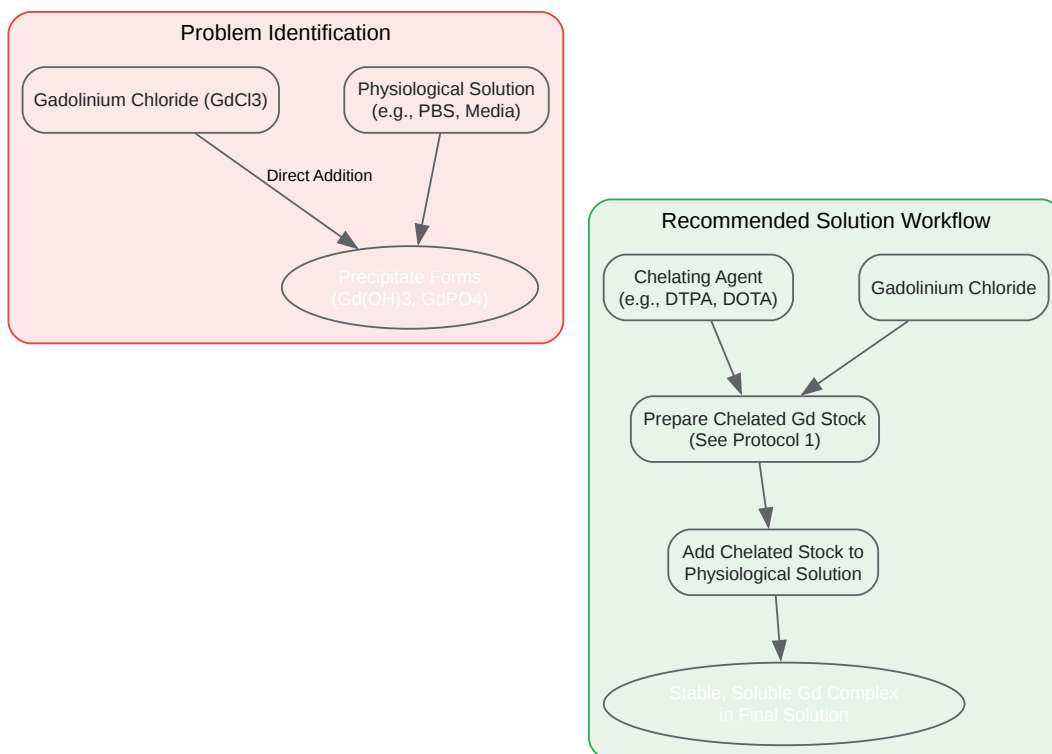 Problem Identification
Gadolinium Chloride (GdCl3)
Physiological Solution
(e.g., PBS, Media)
Direct Addition
Precipitate Forms
(Gd(OH)3, GdPO4)
Recommended Solution Workflow
Chelating Agent
(e.g., DTPA, DOTA)
Gadolinium Chloride
Prepare Chelated Gd Stock
(See Protocol 1)
Add Chelated Stock to
Physiological Solution
Stable, Soluble Gd Complex
in Final Solution